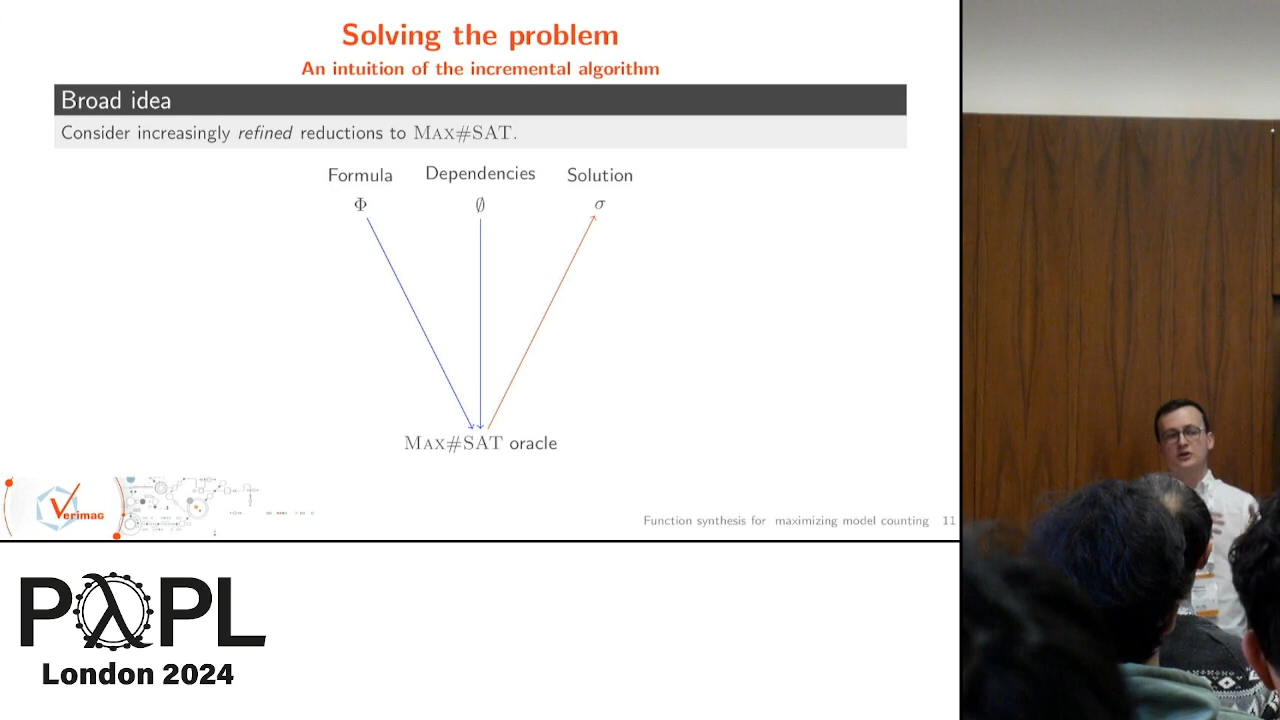 Solving the problem
An intuition of the incremental algorithm
Broad idea
Consider increasingly refined reductions to MAX#SAT.
Formula Dependencies Solution
Φ ∅ σ
MAX#SAT oracle
Verimag
Function synthesis for maximizing model counting 11
PλPL
London 2024